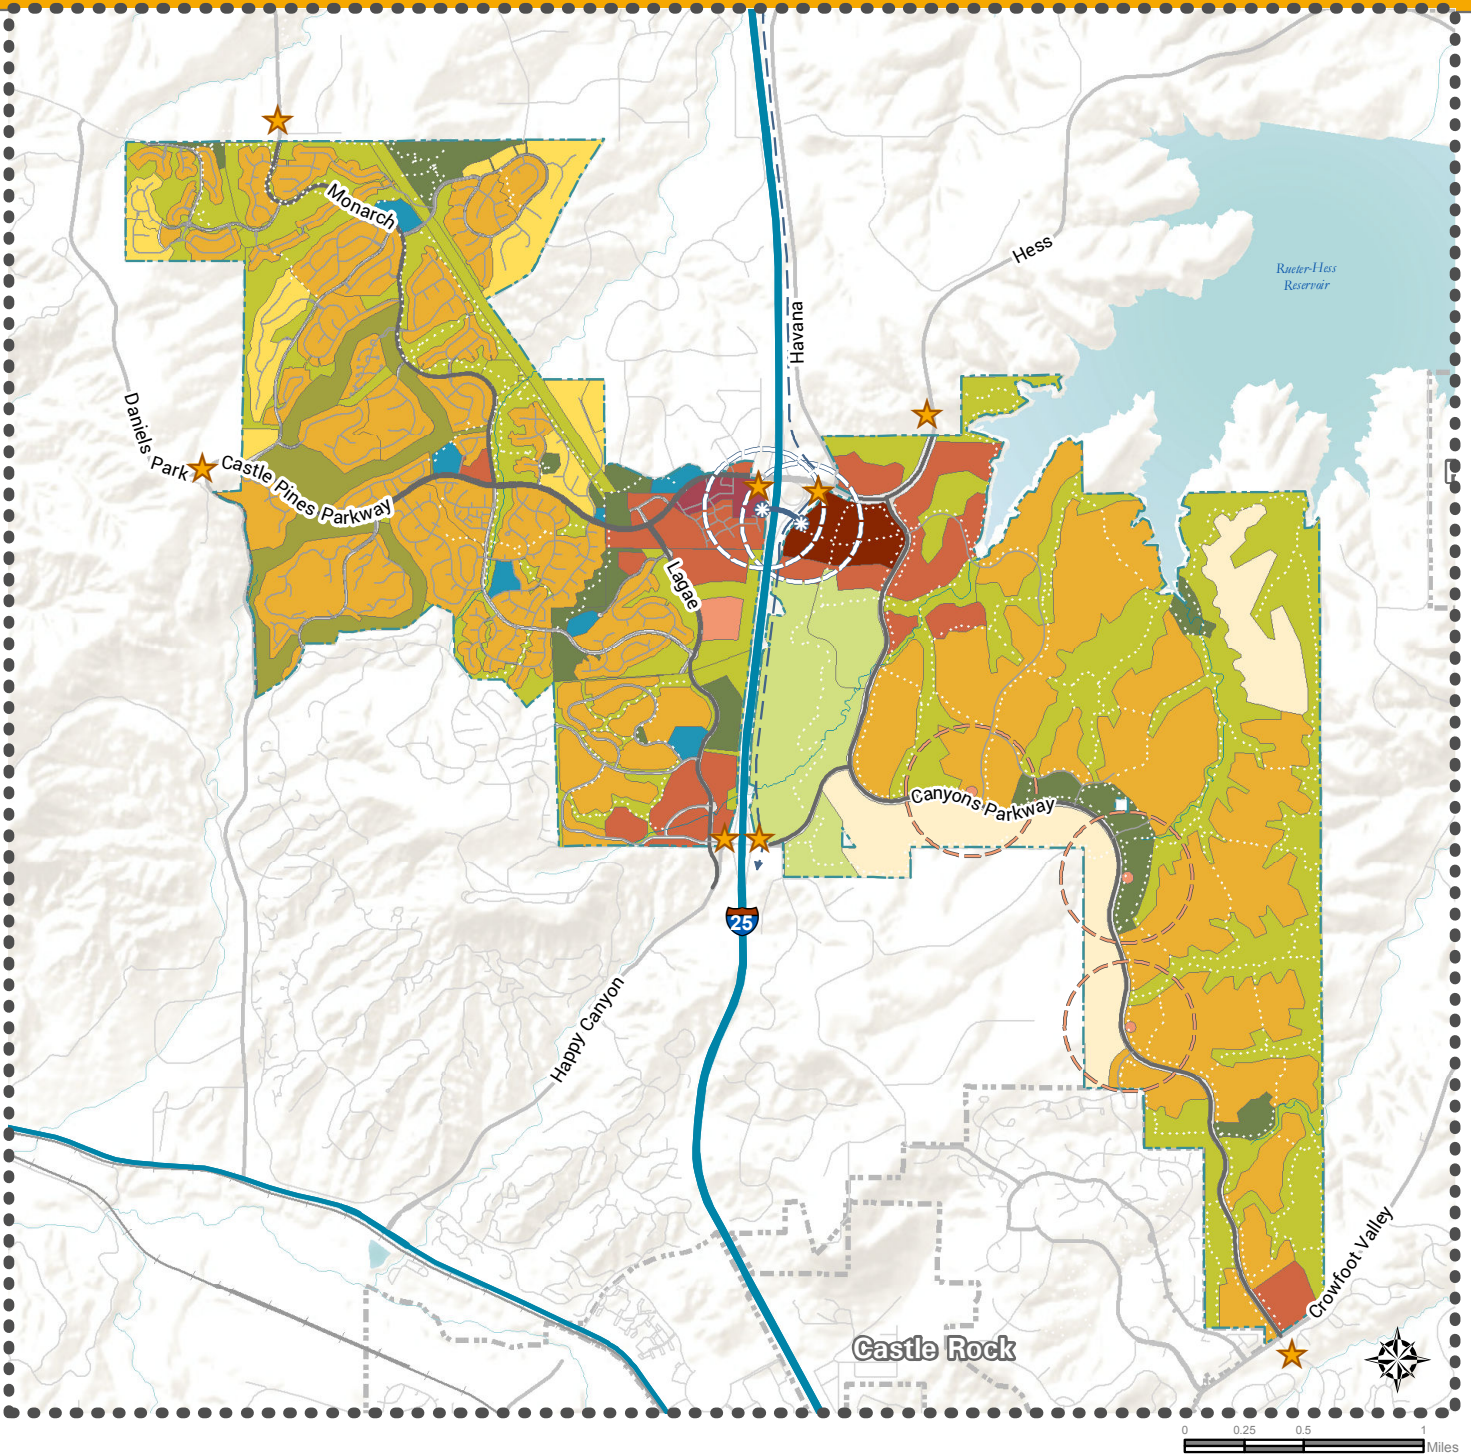 Monarch
Hess
Rueter-Hess
Reservoir
Havana
Daniels Park
Castle Pines Parkway
Lagae
Canyons Parkway
25
Happy Canyon
Crowfoot Valley
Castle Rock
0 0.25 0.5 1
Miles